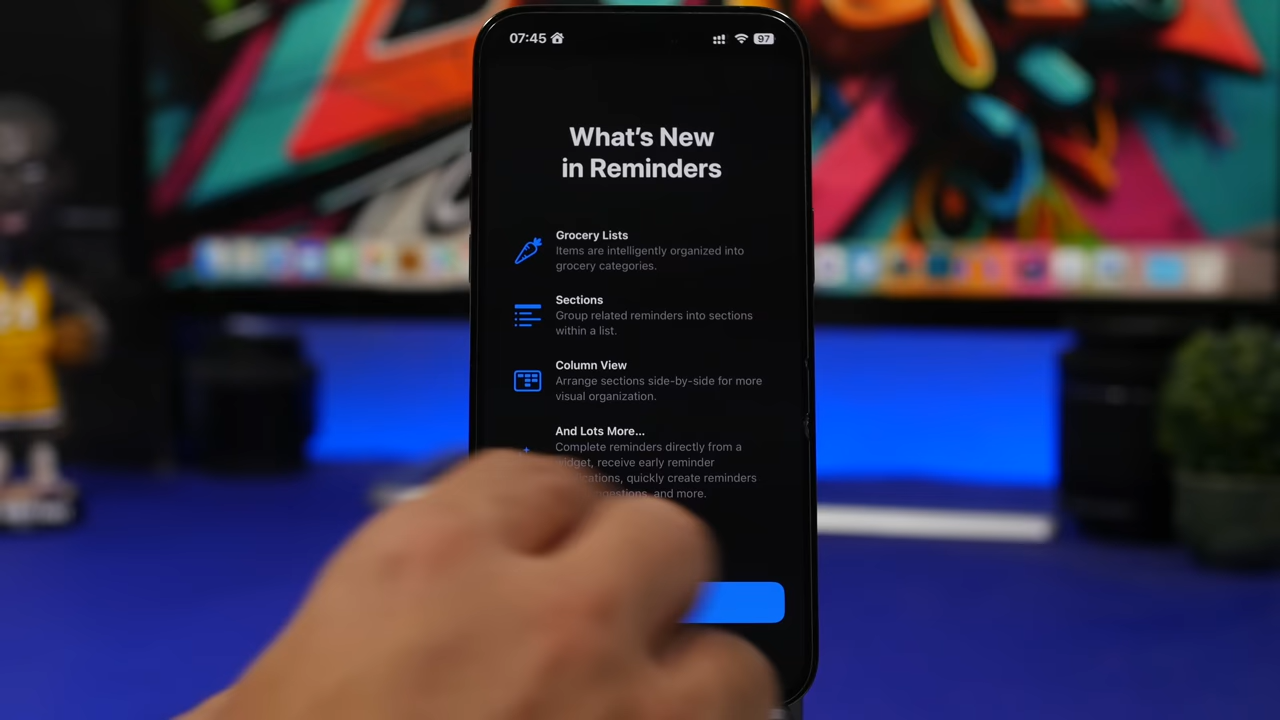 07:45
97
What's New
in Reminders
Grocery Lists
Items are intelligently organized into
grocery categories.
Sections
Group related reminders into sections
within a list.
Column View
Arrange sections side-by-side for more
visual organization.
And Lots More...
Complete reminders directly from a
receive early reminder
quickly create reminders
and more.